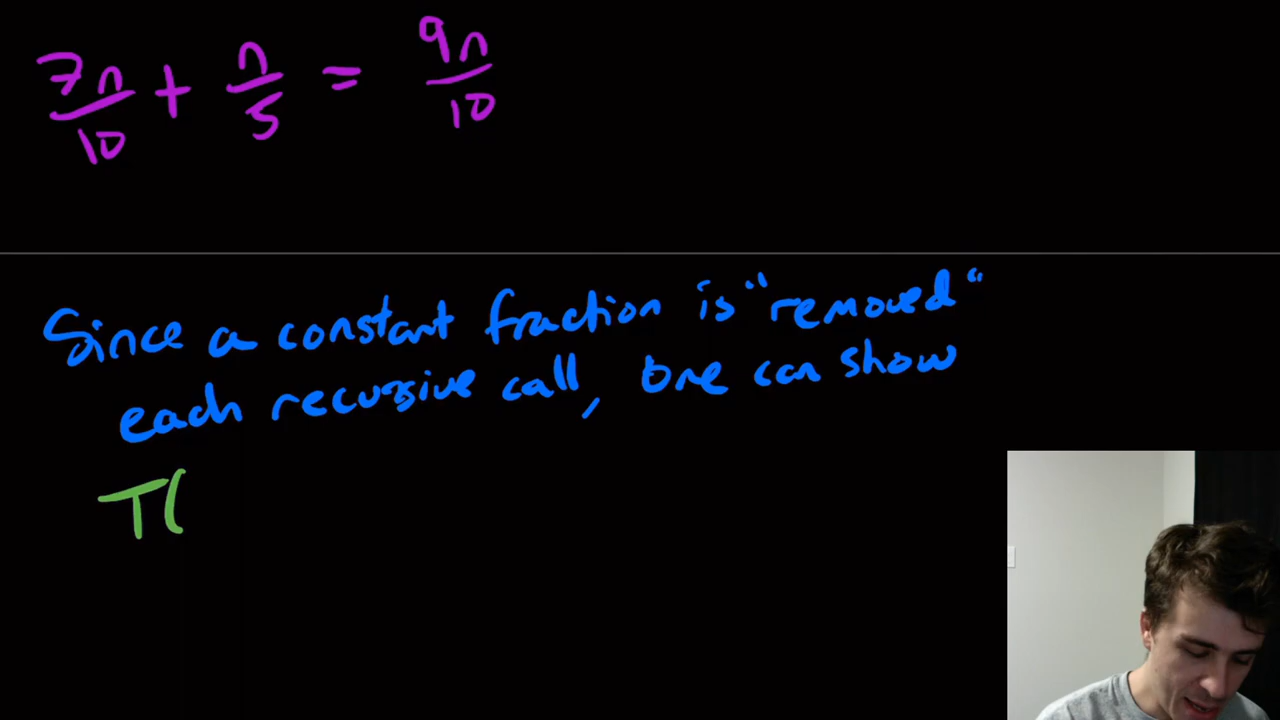 7n/10 + n/5 = 9n/10
Since a constant fraction is "removed"
each recursive call, one can show
T(